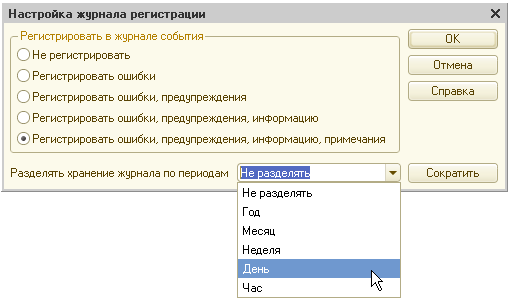 Настройка журнала регистрации
Регистрировать в журнале события
Не регистрировать
Регистрировать ошибки
Регистрировать ошибки, предупреждения
Регистрировать ошибки, предупреждения, информацию
Регистрировать ошибки, предупреждения, информацию, примечания
OK
Отмена
Справка
Разделять хранение журнала по периодам Не разделять Сократить
Не разделять
Год
Месяц
Неделя
День
Час